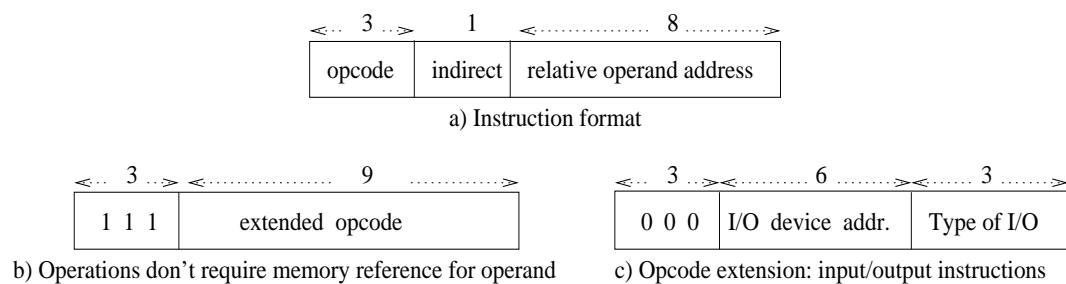 3 1 8
opcode indirect relative operand address
a) Instruction format
3 9
1 1 1 extended opcode
b) Operations don't require memory reference for operand
3 6 3
0 0 0 I/O device addr. Type of I/O
c) Opcode extension: input/output instructions